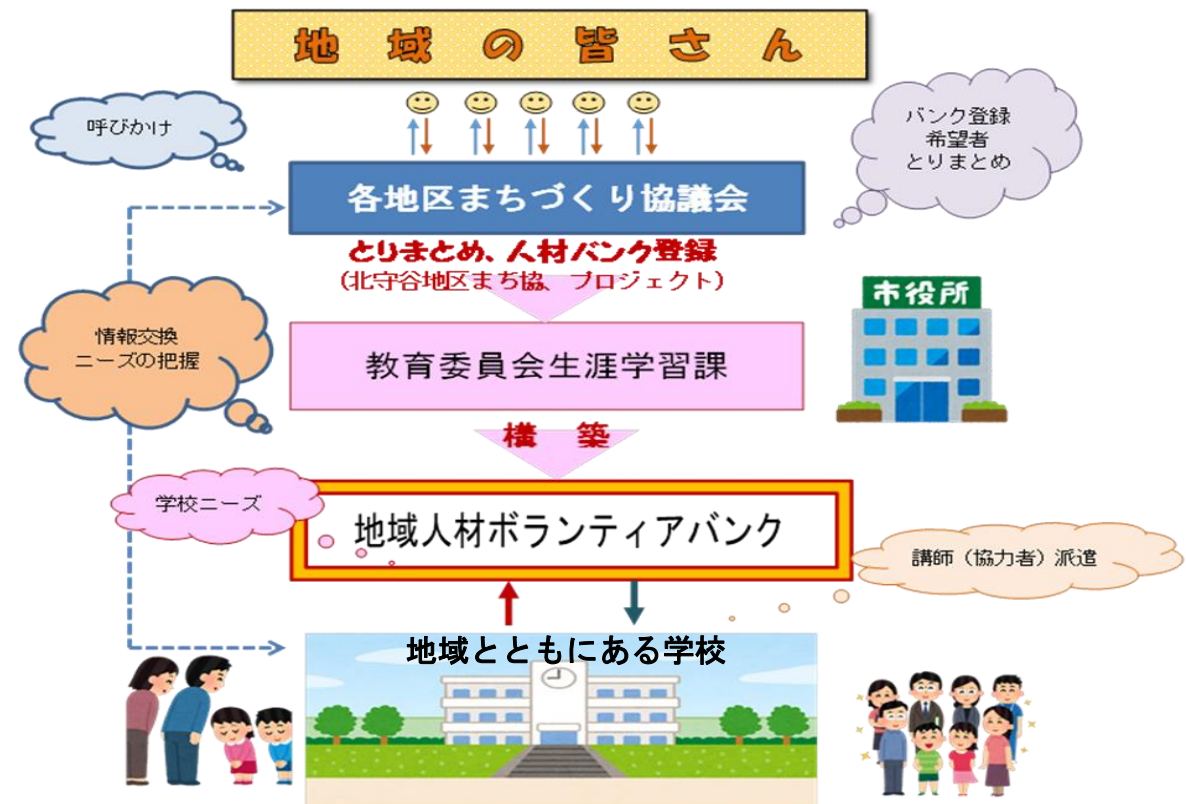 地域の皆さん
呼びかけ
バンク登録
希望者
とりまとめ
各地区まちづくり協議会
とりまとめ、人材バンク登録
（北守谷地区まち協、プロジェクト）
市役所
情報交換
ニーズの把握
教育委員会生涯学習課
構築
学校ニーズ
地域人材ボランティアバンク
講師（協力者）派遣
地域とともにある学校